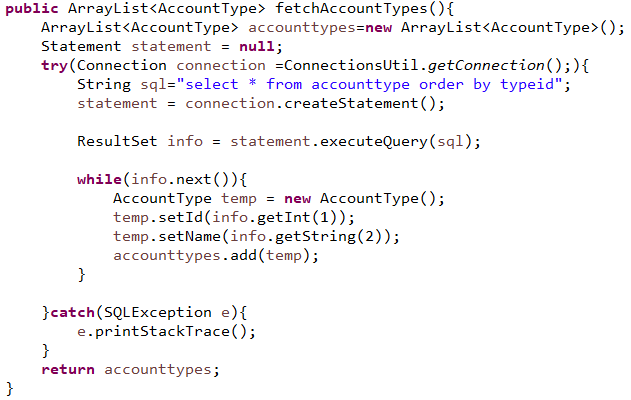 public ArrayList<AccountType> fetchAccountTypes(){
    ArrayList<AccountType> accounttypes=new ArrayList<AccountType>();
    Statement statement = null;
    try(Connection connection =ConnectionsUtil.getConnection();){
        String sql="select * from accounttype order by typeid";
        statement = connection.createStatement();

        ResultSet info = statement.executeQuery(sql);

        while(info.next()){
            AccountType temp = new AccountType();
            temp.setId(info.getInt(1));
            temp.setName(info.getString(2));
            accounttypes.add(temp);
        }

    }catch(SQLException e){
        e.printStackTrace();
    }
    return accounttypes;
}